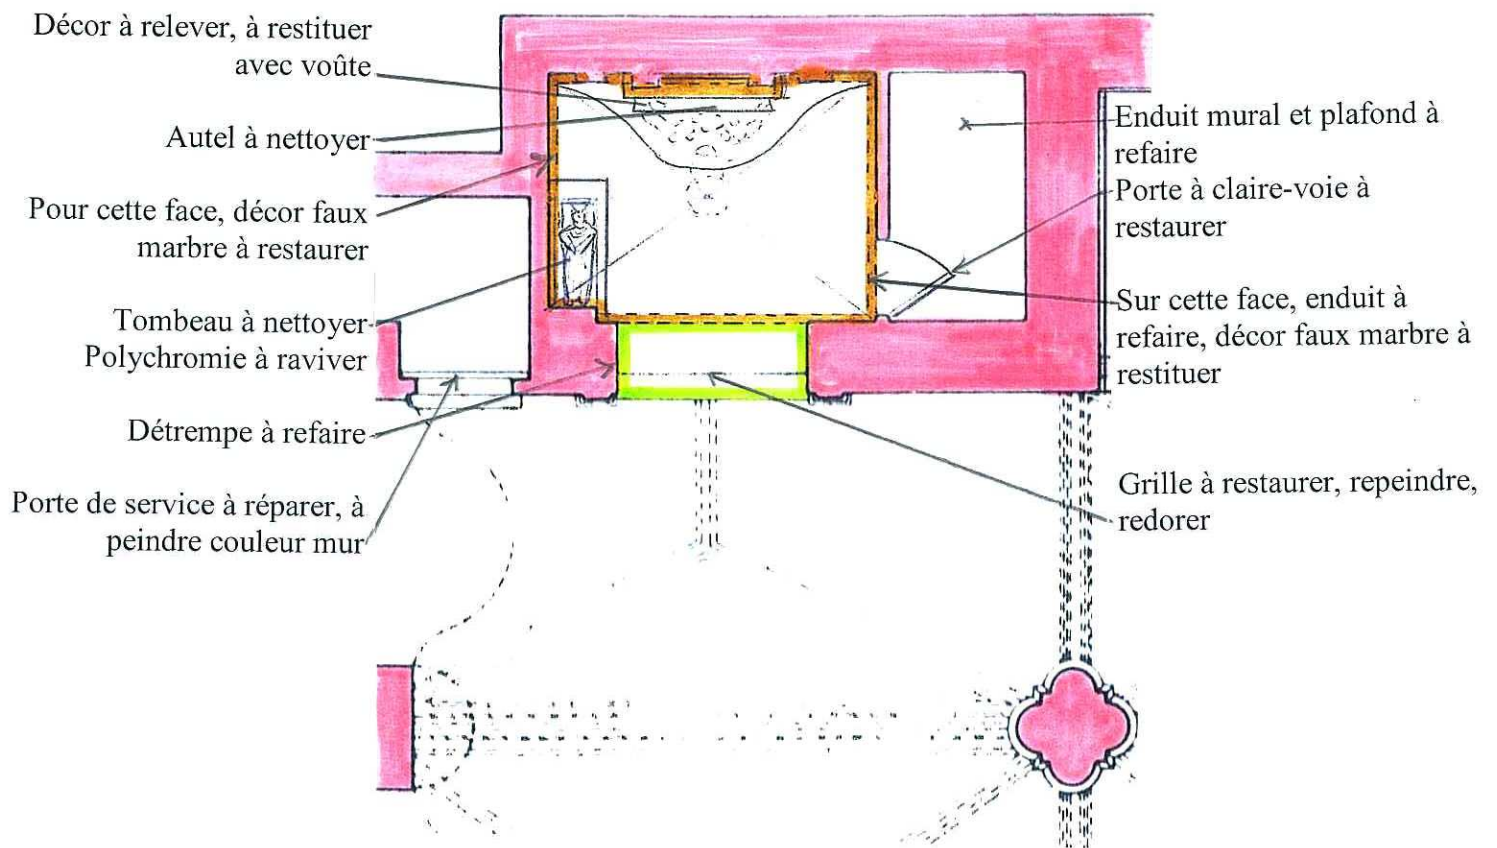 Décor à relever, à restituer
avec voûte
Autel à nettoyer
Pour cette face, décor faux
marbre à restaurer
Tombeau à nettoyer
Polychromie à raviver
Détrempe à refaire
Porte de service à réparer, à
peindre couleur mur
Enduit mural et plafond à
refaire
Porte à claire-voie à
restaurer
Sur cette face, enduit à
refaire, décor faux marbre à
restituer
Grille à restaurer, repeindre,
redorer